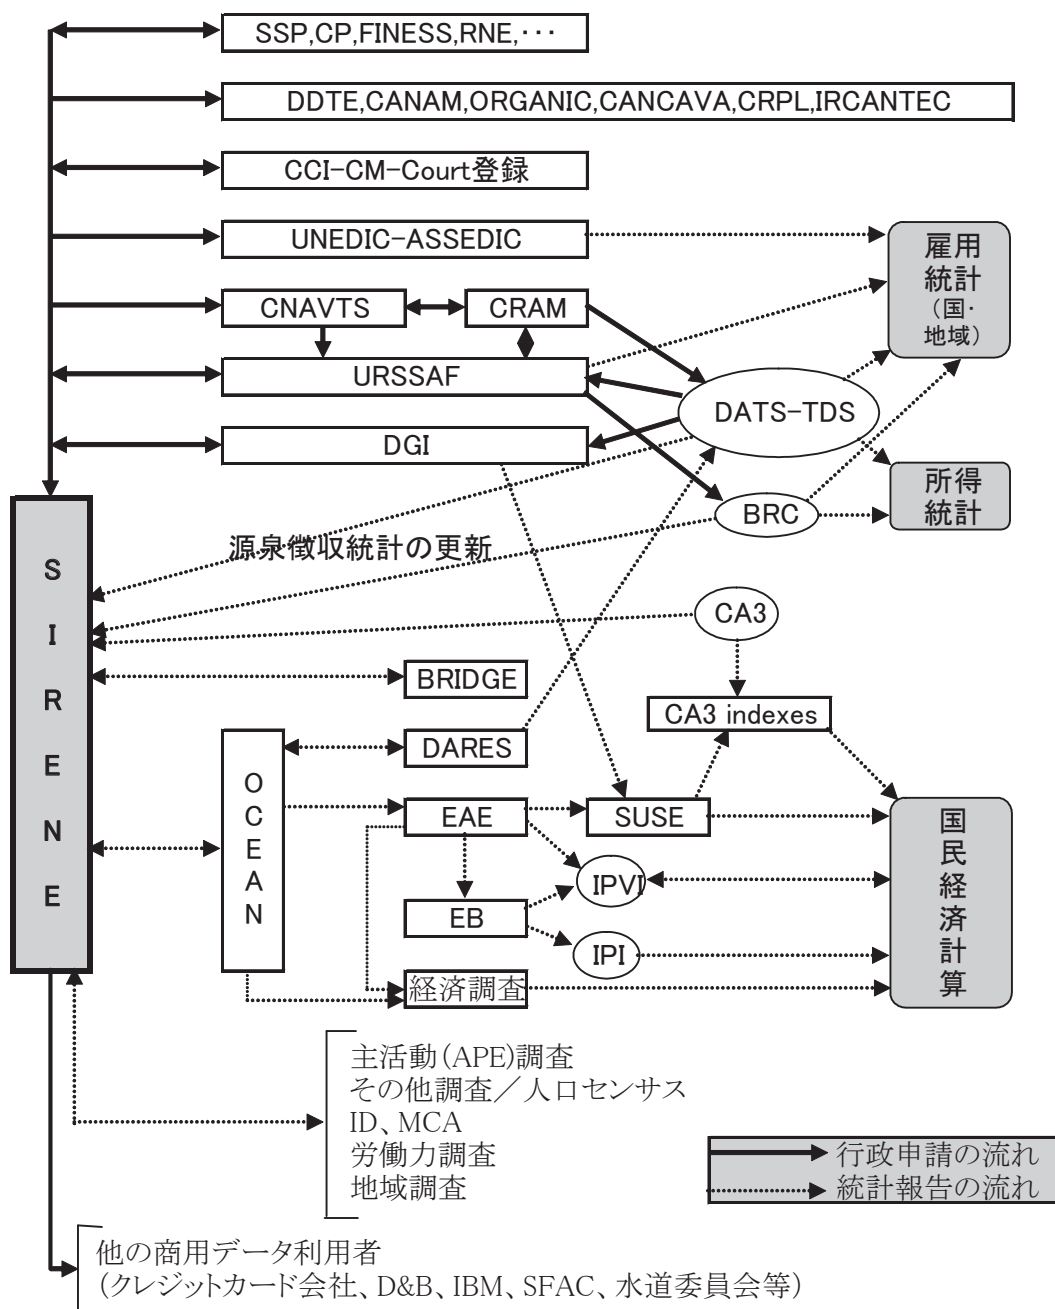 SSP,CP,FINESS,RNE,･･･
DDTE,CANAM,ORGANIC,CANCAVA,CRPL,IRCANTEC
CCI-CM-Court登録
UNEDIC-ASSEDIC
雇用
統計
（国・
地域）
CNAVTS
CRAM
URSSAF
DATS-TDS
DGI
所得
統計
BRC
源泉徴収統計の更新
SIRENE
CA3
BRIDGE
CA3 indexes
OCEAN
DARES
EAE
SUSE
国民経済計算
IPVI
EB
IPI
経済調査
主活動(APE)調査
その他調査／人口センサス
ID、MCA
労働力調査
地域調査
行政申請の流れ
統計報告の流れ
他の商用データ利用者
(クレジットカード会社、D&B、IBM、SFAC、水道委員会等)